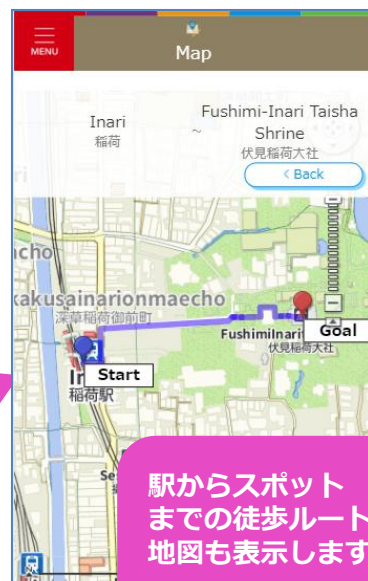 MENU
Map
Inari
稲荷
~
Fushimi-Inari Taisha
Shrine
伏見稲荷大社
< Back
acho
kakusainarionmaecho
深草稲荷御前町
FushimiInari
伏見稲荷大社
Goal
Start
In
稲荷駅
Se
駅からスポット
までの徒歩ルート
地図も表示します